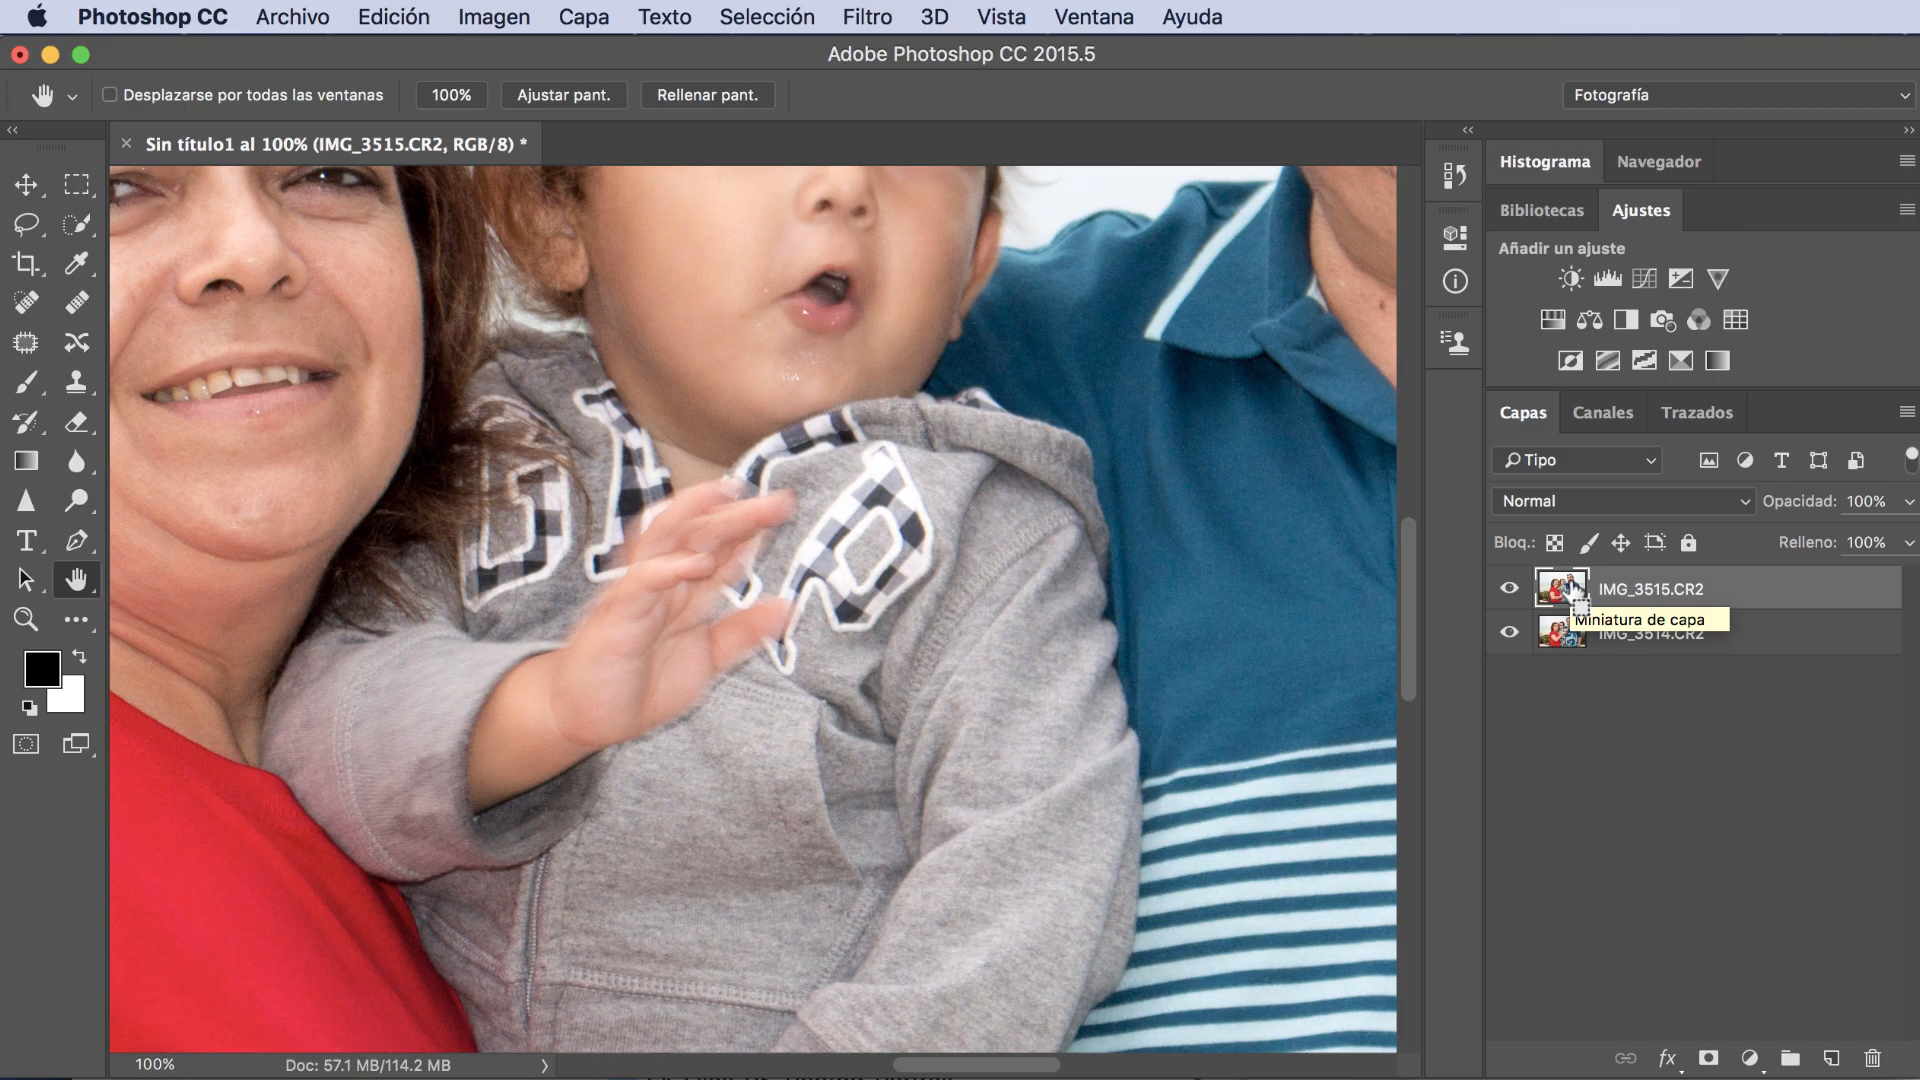 Photoshop CC Archivo Edición Imagen Capa Texto Selección Filtro 3D Vista Ventana Ayuda
Adobe Photoshop CC 2015.5
Desplazarse por todas las ventanas 100% Ajustar pant. Rellenar pant. Fotografía
× Sin título1 al 100% (IMG_3515.CR2, RGB/8) *
Histograma Navegador
Bibliotecas Ajustes
Añadir un ajuste
Capas Canales Trazados
Tipo
Normal Opacidad: 100%
Bloq.: Relleno: 100%
IMG_3515.CR2
Miniatura de capa
IMG_3514.CR2
100% Doc: 57.1 MB/114.2 MB
fx